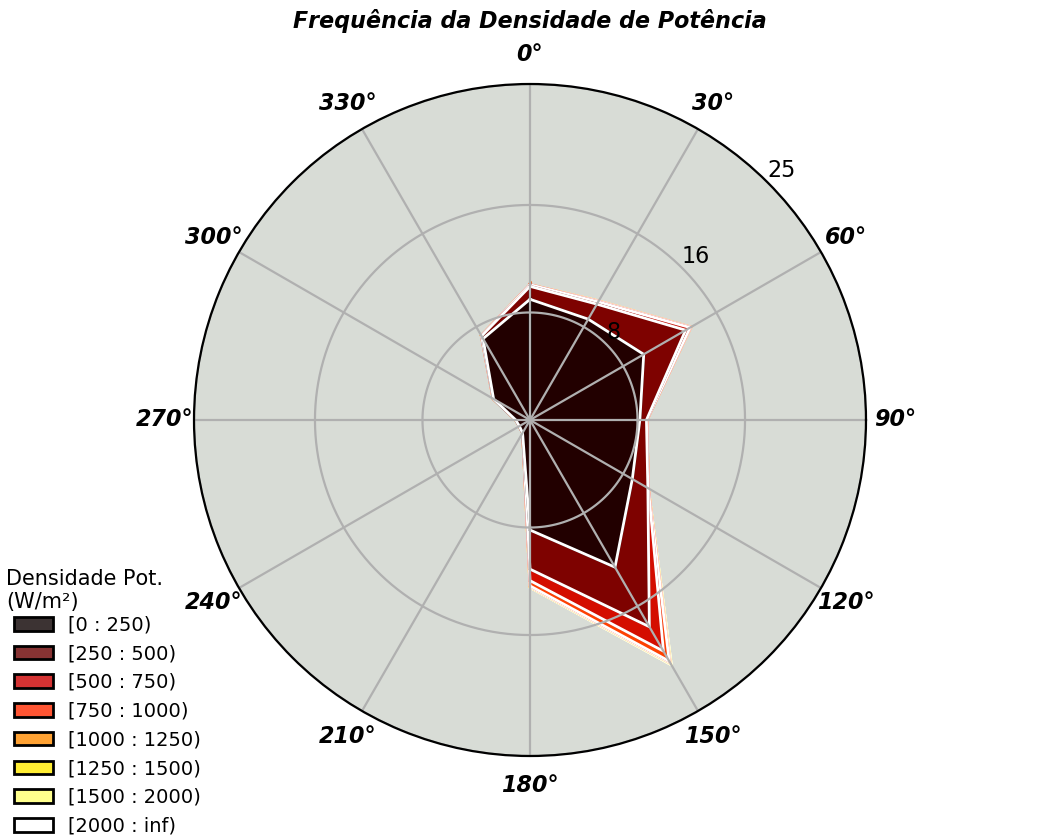 Frequência da Densidade de Potência
0°
330°
30°
25
300°
60°
16
8
270°
90°
240°
120°
210°
150°
180°
Densidade Pot.
(W/m²)
[0 : 250)
[250 : 500)
[500 : 750)
[750 : 1000)
[1000 : 1250)
[1250 : 1500)
[1500 : 2000)
[2000 : inf)